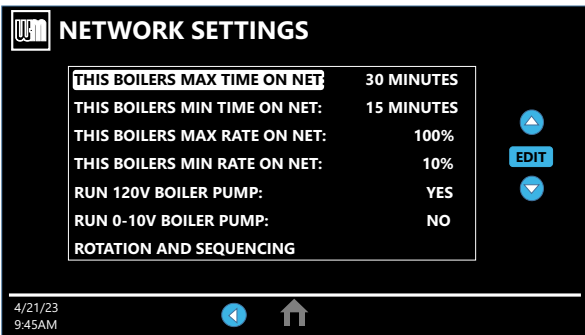 WM NETWORK SETTINGS
THIS BOILERS MAX TIME ON NET: 30 MINUTES
THIS BOILERS MIN TIME ON NET: 15 MINUTES
THIS BOILERS MAX RATE ON NET: 100%
THIS BOILERS MIN RATE ON NET: 10%
EDIT
RUN 120V BOILER PUMP: YES
RUN 0-10V BOILER PUMP: NO
ROTATION AND SEQUENCING
4/21/23
9:45AM